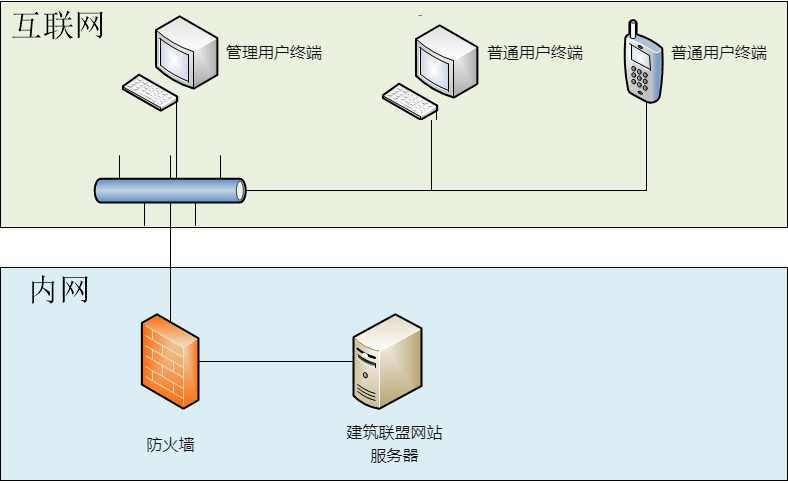 互联网
管理用户终端
普通用户终端
普通用户终端
内网
防火墙
建筑联盟网站
服务器